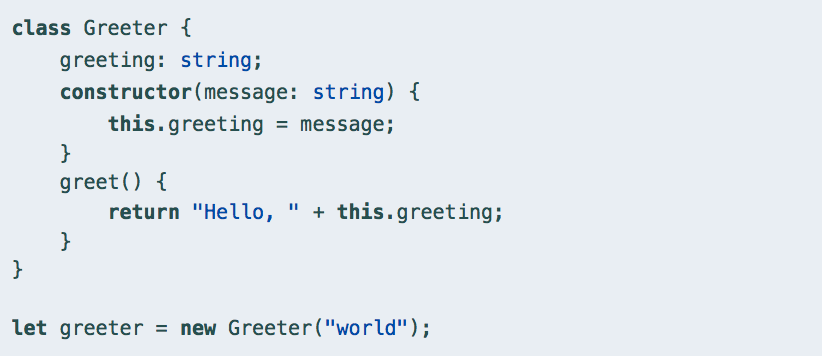 class Greeter {
    greeting: string;
    constructor(message: string) {
        this.greeting = message;
    }
    greet() {
        return "Hello, " + this.greeting;
    }
}

let greeter = new Greeter("world");